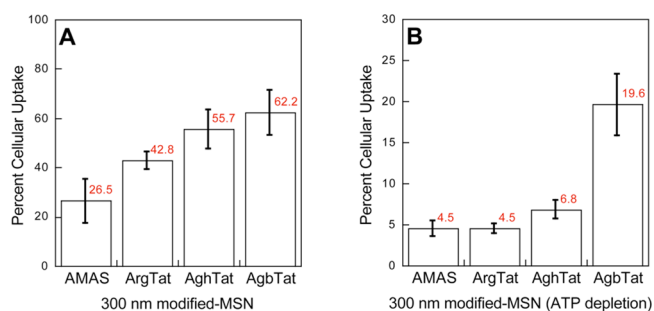 A
Percent Cellular Uptake
100
80
60
40
20
0
26.5
42.8
55.7
62.2
AMAS ArgTat AghTat AgbTat
300 nm modified-MSN
B
Percent Cellular Uptake
30
25
20
15
10
5
0
4.5
4.5
6.8
19.6
AMAS ArgTat AghTat AgbTat
300 nm modified-MSN (ATP depletion)